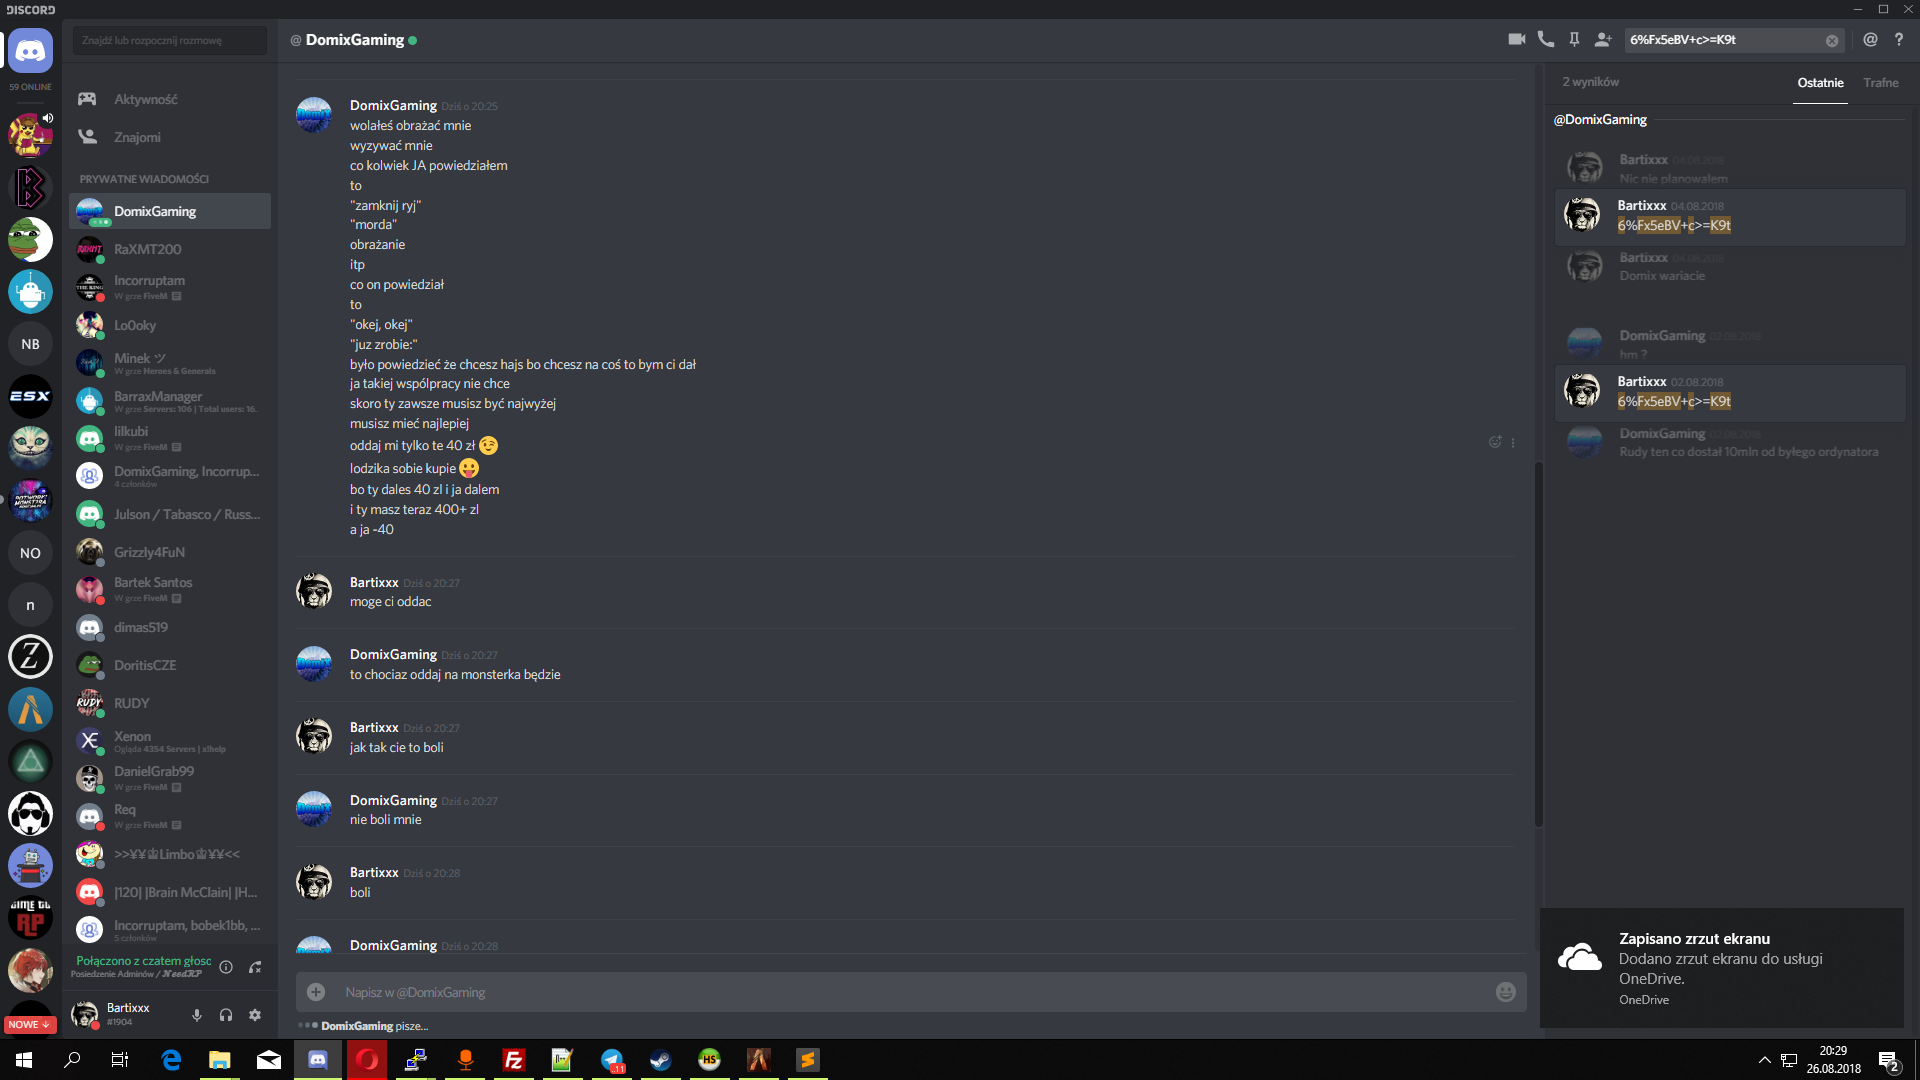 DISCORD
59 ONLINE
NB
ESX
NO
n
GIME TO
RP
NOWE
Znajdź lub rozpocznij rozmowę
Aktywność
Znajomi
PRYWATNE WIADOMOŚCI
DomixGaming
RaXMT200
Incorruptam
W grze FiveM
Lo0oky
Minek ツ
W grze Heroes & Generals
BarraxManager
W grze Servers: 106 | Total users: 16..
lilkubi
W grze FiveM
DomixGaming, Incorrup...
4 członków
Julson / Tabasco / Russ...
Grizzly4FuN
Bartek Santos
W grze FiveM
dimas519
DoritisCZE
RUDY
Xenon
Ogląda 4354 Servers | x!help
DanielGrab99
W grze FiveM
Req
W grze FiveM
>>¥¥♔Limbo♔¥¥<<
|120| |Brain McClain| |H...
Incorruptam, bobek1bb, ...
5 członków
Połączono z czatem głosc
Posiedzenie Adminów / NeedRP
Bartixxx
#1904
@ DomixGaming
DomixGaming Dziś o 20:25
wolałeś obrażać mnie
wyzywać mnie
co kolwiek JA powiedziałem
to
"zamknij ryj"
"morda"
obrażanie
itp
co on powiedział
to
"okej, okej"
"juz zrobie:"
było powiedzieć że chcesz hajs bo chcesz na coś to bym ci dał
ja takiej wspólpracy nie chce
skoro ty zawsze musisz być najwyżej
musisz mieć najlepiej
oddaj mi tylko te 40 zł 😉
lodzika sobie kupie 😛
bo ty dales 40 zl i ja dalem
i ty masz teraz 400+ zl
a ja -40
Bartixxx Dziś o 20:27
moge ci oddac
DomixGaming Dziś o 20:27
to chociaz oddaj na monsterka będzie
Bartixxx Dziś o 20:27
jak tak cie to boli
DomixGaming Dziś o 20:27
nie boli mnie
Bartixxx Dziś o 20:28
boli
DomixGaming Dziś o 20:28
Napisz w @DomixGaming
DomixGaming pisze...
6%Fx5eBV+c>=K9t
2 wyników
Ostatnie
Trafne
@DomixGaming
Bartixxx 04.08.2018
Nic nie planowalem
Bartixxx 04.08.2018
6%Fx5eBV+c>=K9t
Bartixxx 04.08.2018
Domix wariacie
DomixGaming 02.08.2018
hm ?
Bartixxx 02.08.2018
6%Fx5eBV+c>=K9t
DomixGaming 02.08.2018
Rudy ten co dostał 10mln od byłego ordynatora
Zapisano zrzut ekranu
Dodano zrzut ekranu do usługi
OneDrive.
OneDrive
20:29
26.08.2018
2